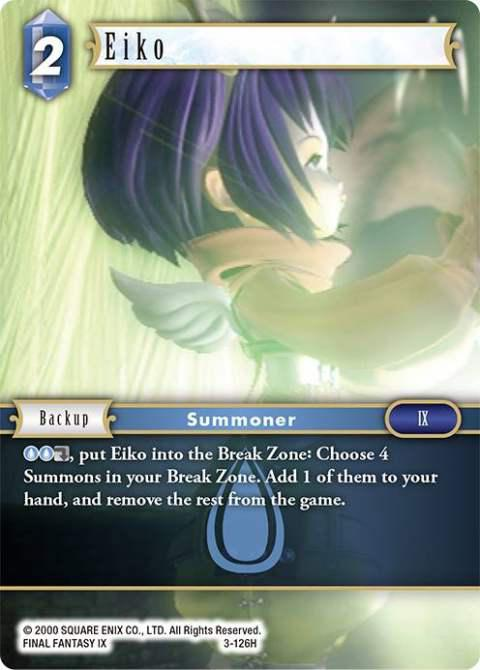 2
Eiko
Backup
Summoner
IX
, put Eiko into the Break Zone: Choose 4
Summons in your Break Zone. Add 1 of them to your
hand, and remove the rest from the game.
© 2000 SQUARE ENIX CO., LTD. All Rights Reserved.
FINAL FANTASY IX
3-126H